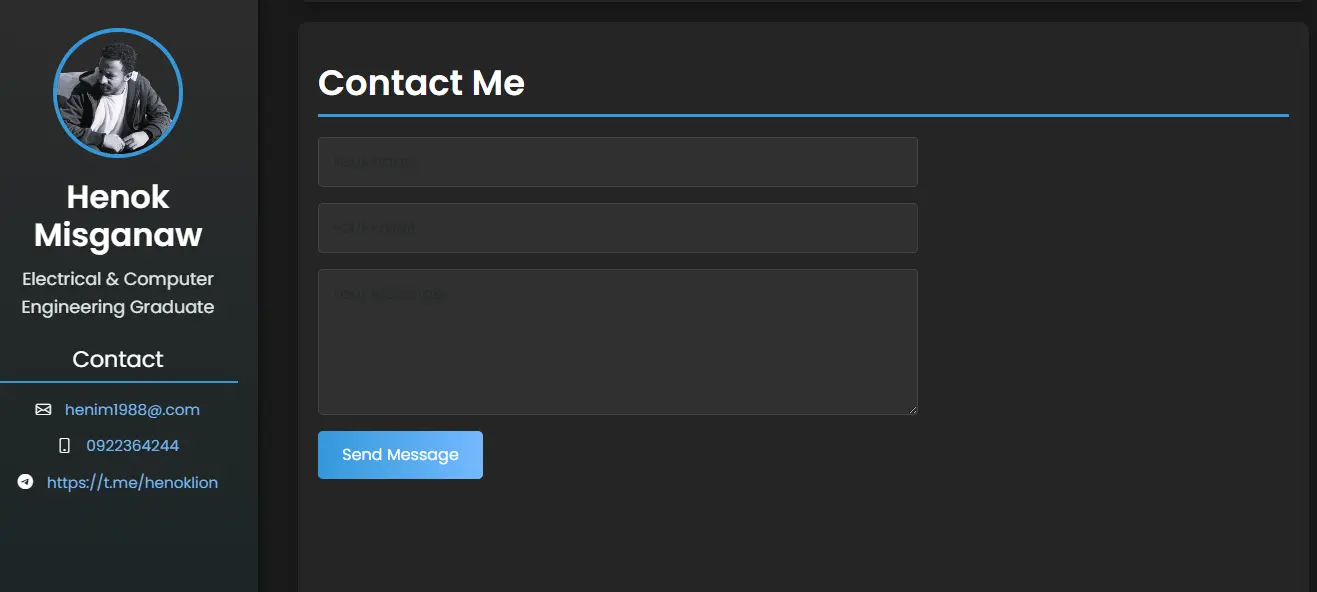 Henok
Misganaw
Electrical & Computer
Engineering Graduate
Contact
henim1988@.com
0922364244
https://t.me/henoklion
Contact Me
Your Name
Your Email
Your Message
Send Message